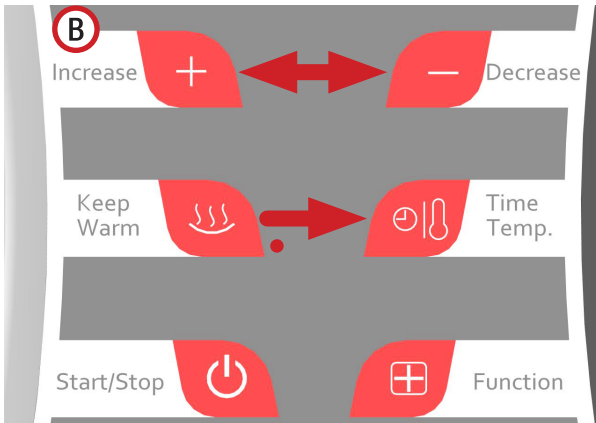 B
Increase + − Decrease
Keep
Warm
Time
Temp.
Start/Stop
Function